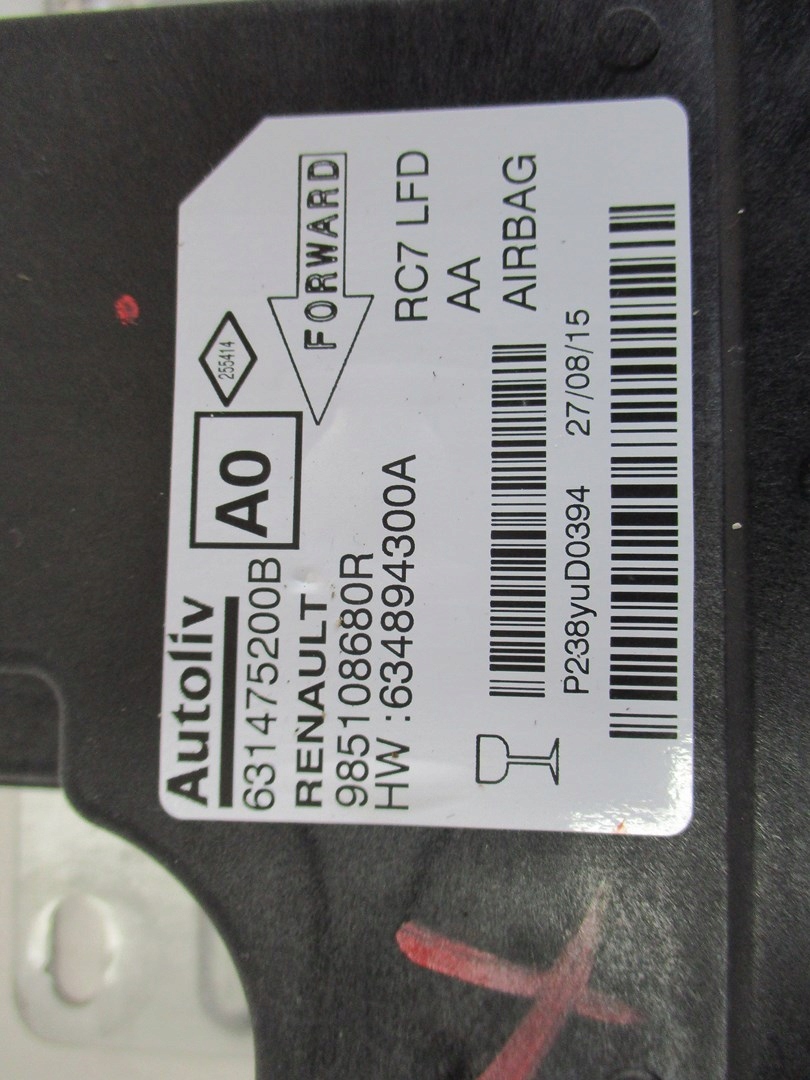 Autoliv
A0
255414
631475200B
FORWARD
RENAULT
985108680R
RC7 LFD
HW :634894300A
AA
AIRBAG
P238yuD0394 27/08/15